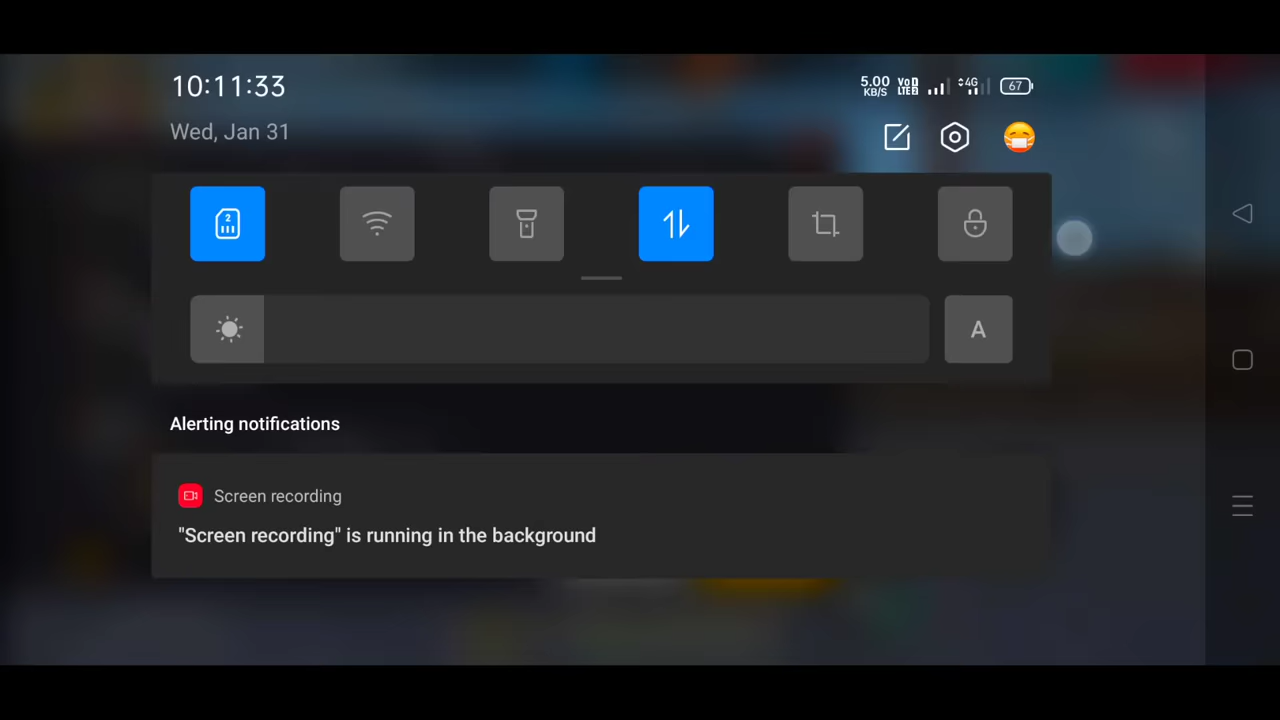 10:11:33
5.00 KB/S VoD LTEB 4G 67
Wed, Jan 31
2
A
Alerting notifications
Screen recording
"Screen recording" is running in the background